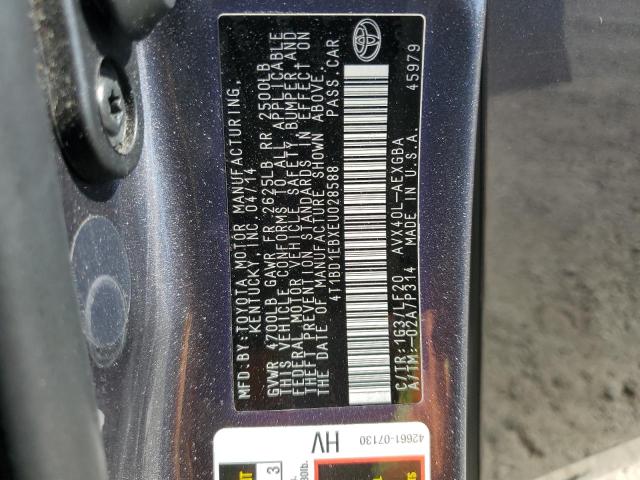 MFD.BY:TOYOTA MOTOR MANUFACTURING,
KENTUCKY,INC 04/14
GVWR 4700LB GAWR FR 2625LB RR 2500LB
THIS VEHICLE CONFORMS TO ALL APPLICABLE
FEDERAL MOTOR VEHICLE SAFETY, BUMPER, AND
THEFT PREVENTION STANDARDS IN EFFECT ON
THE DATE OF MANUFACTURE SHOWN ABOVE.
4T1BD1EBXEU028588 PASS.CAR
C/TR:1G3/LF20 AVX40L-AEXGBA 45979
A/TM:-02A/P314 MADE IN U.S.A.
42661-07130
HV
3